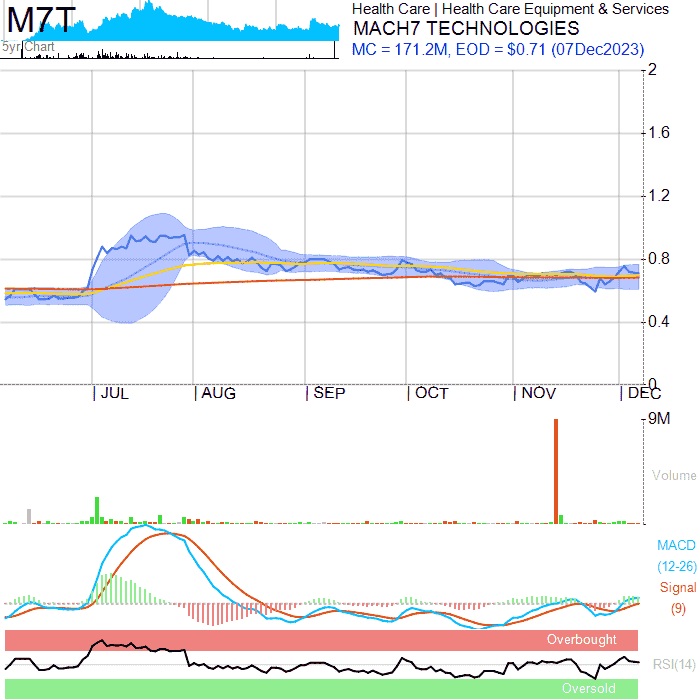 M7T
5yr Chart
Health Care | Health Care Equipment & Services
MACH7 TECHNOLOGIES
MC = 171.2M, EOD = $0.71 (07Dec2023)
2
1.6
1.2
0.8
0.4
0
JUL AUG SEP OCT NOV DEC
9M
Volume
MACD
(12-26)
Signal
(9)
Overbought
RSI(14)
Oversold